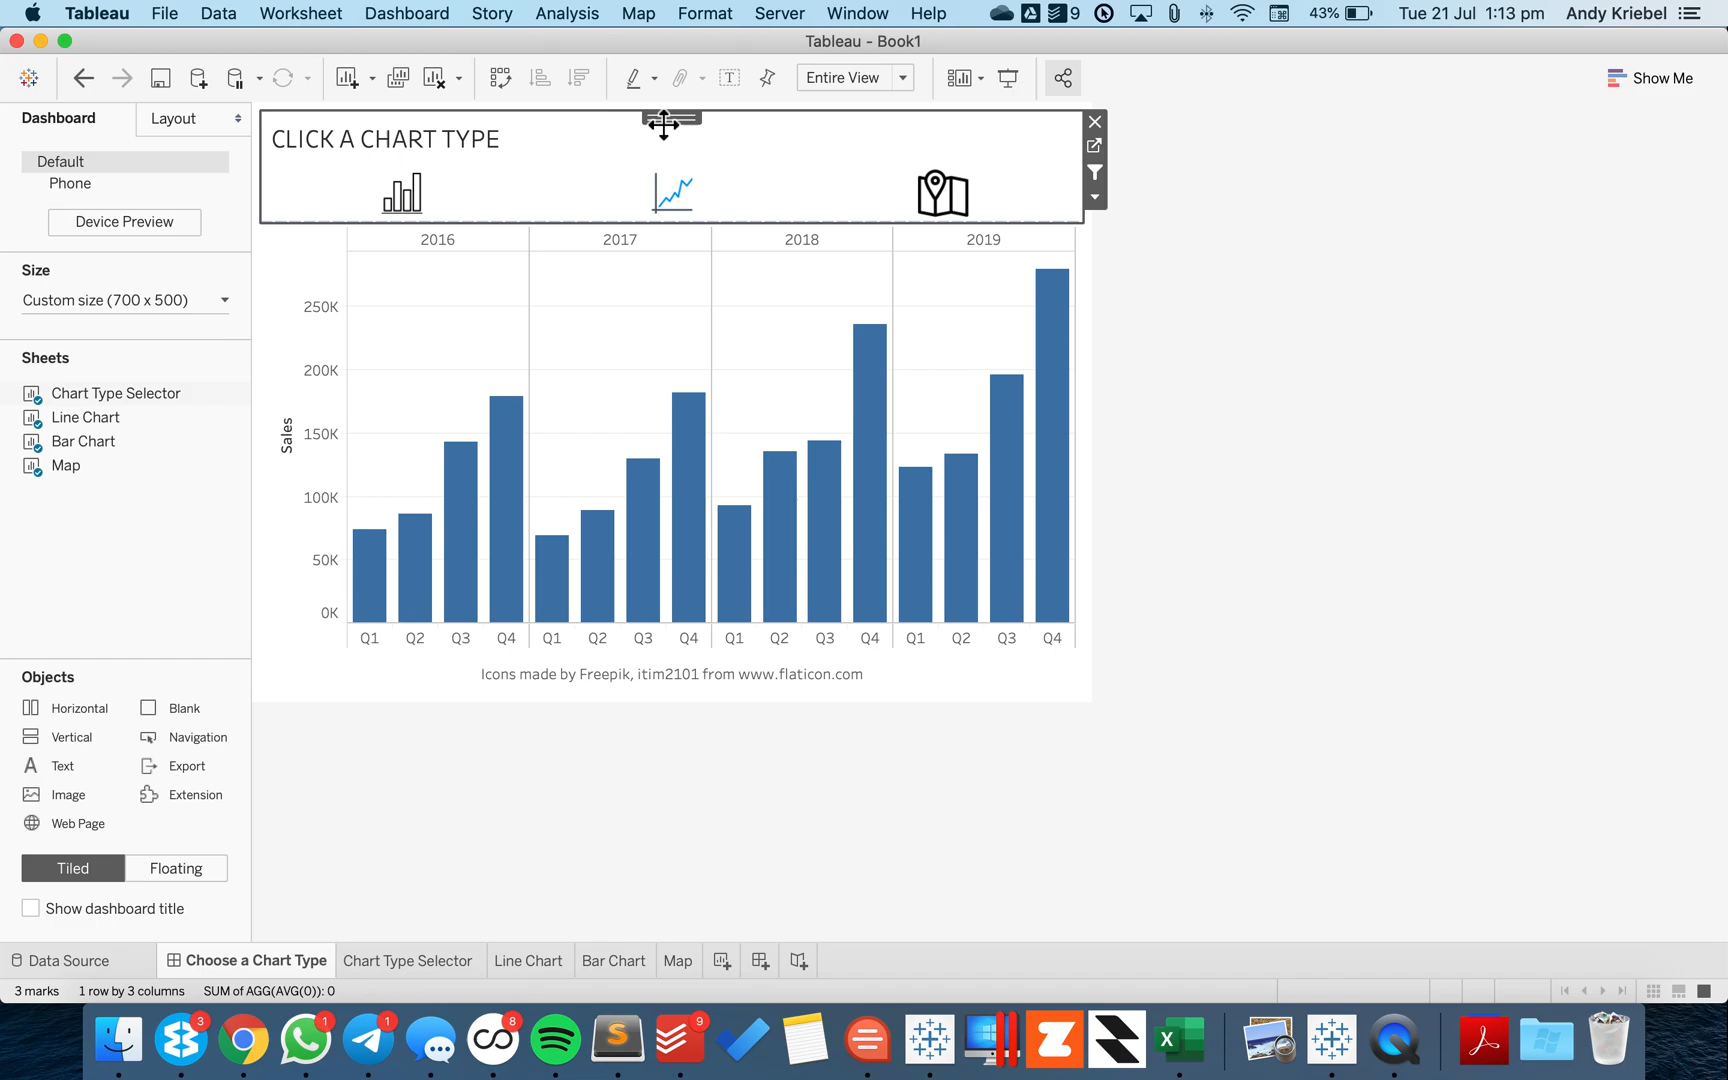 Tableau File Data Worksheet Dashboard Story Analysis Map Format Server Window Help 9 43% Tue 21 Jul 1:13 pm Andy Kriebel
Tableau - Book1
Entire View Show Me
Dashboard Layout
Default
Phone
Device Preview
Size
Custom size (700 x 500)
Sheets
Chart Type Selector
Line Chart
Bar Chart
Map
Objects
Horizontal Blank
Vertical Navigation
Text Export
Image Extension
Web Page
Tiled Floating
Show dashboard title
CLICK A CHART TYPE
2016 2017 2018 2019
250K
200K
150K
100K
50K
0K
Sales
Q1 Q2 Q3 Q4 Q1 Q2 Q3 Q4 Q1 Q2 Q3 Q4 Q1 Q2 Q3 Q4
Icons made by Freepik, itim2101 from www.flaticon.com
Data Source Choose a Chart Type Chart Type Selector Line Chart Bar Chart Map
3 marks 1 row by 3 columns SUM of AGG(AVG(0)): 0
3 1 1 8 9